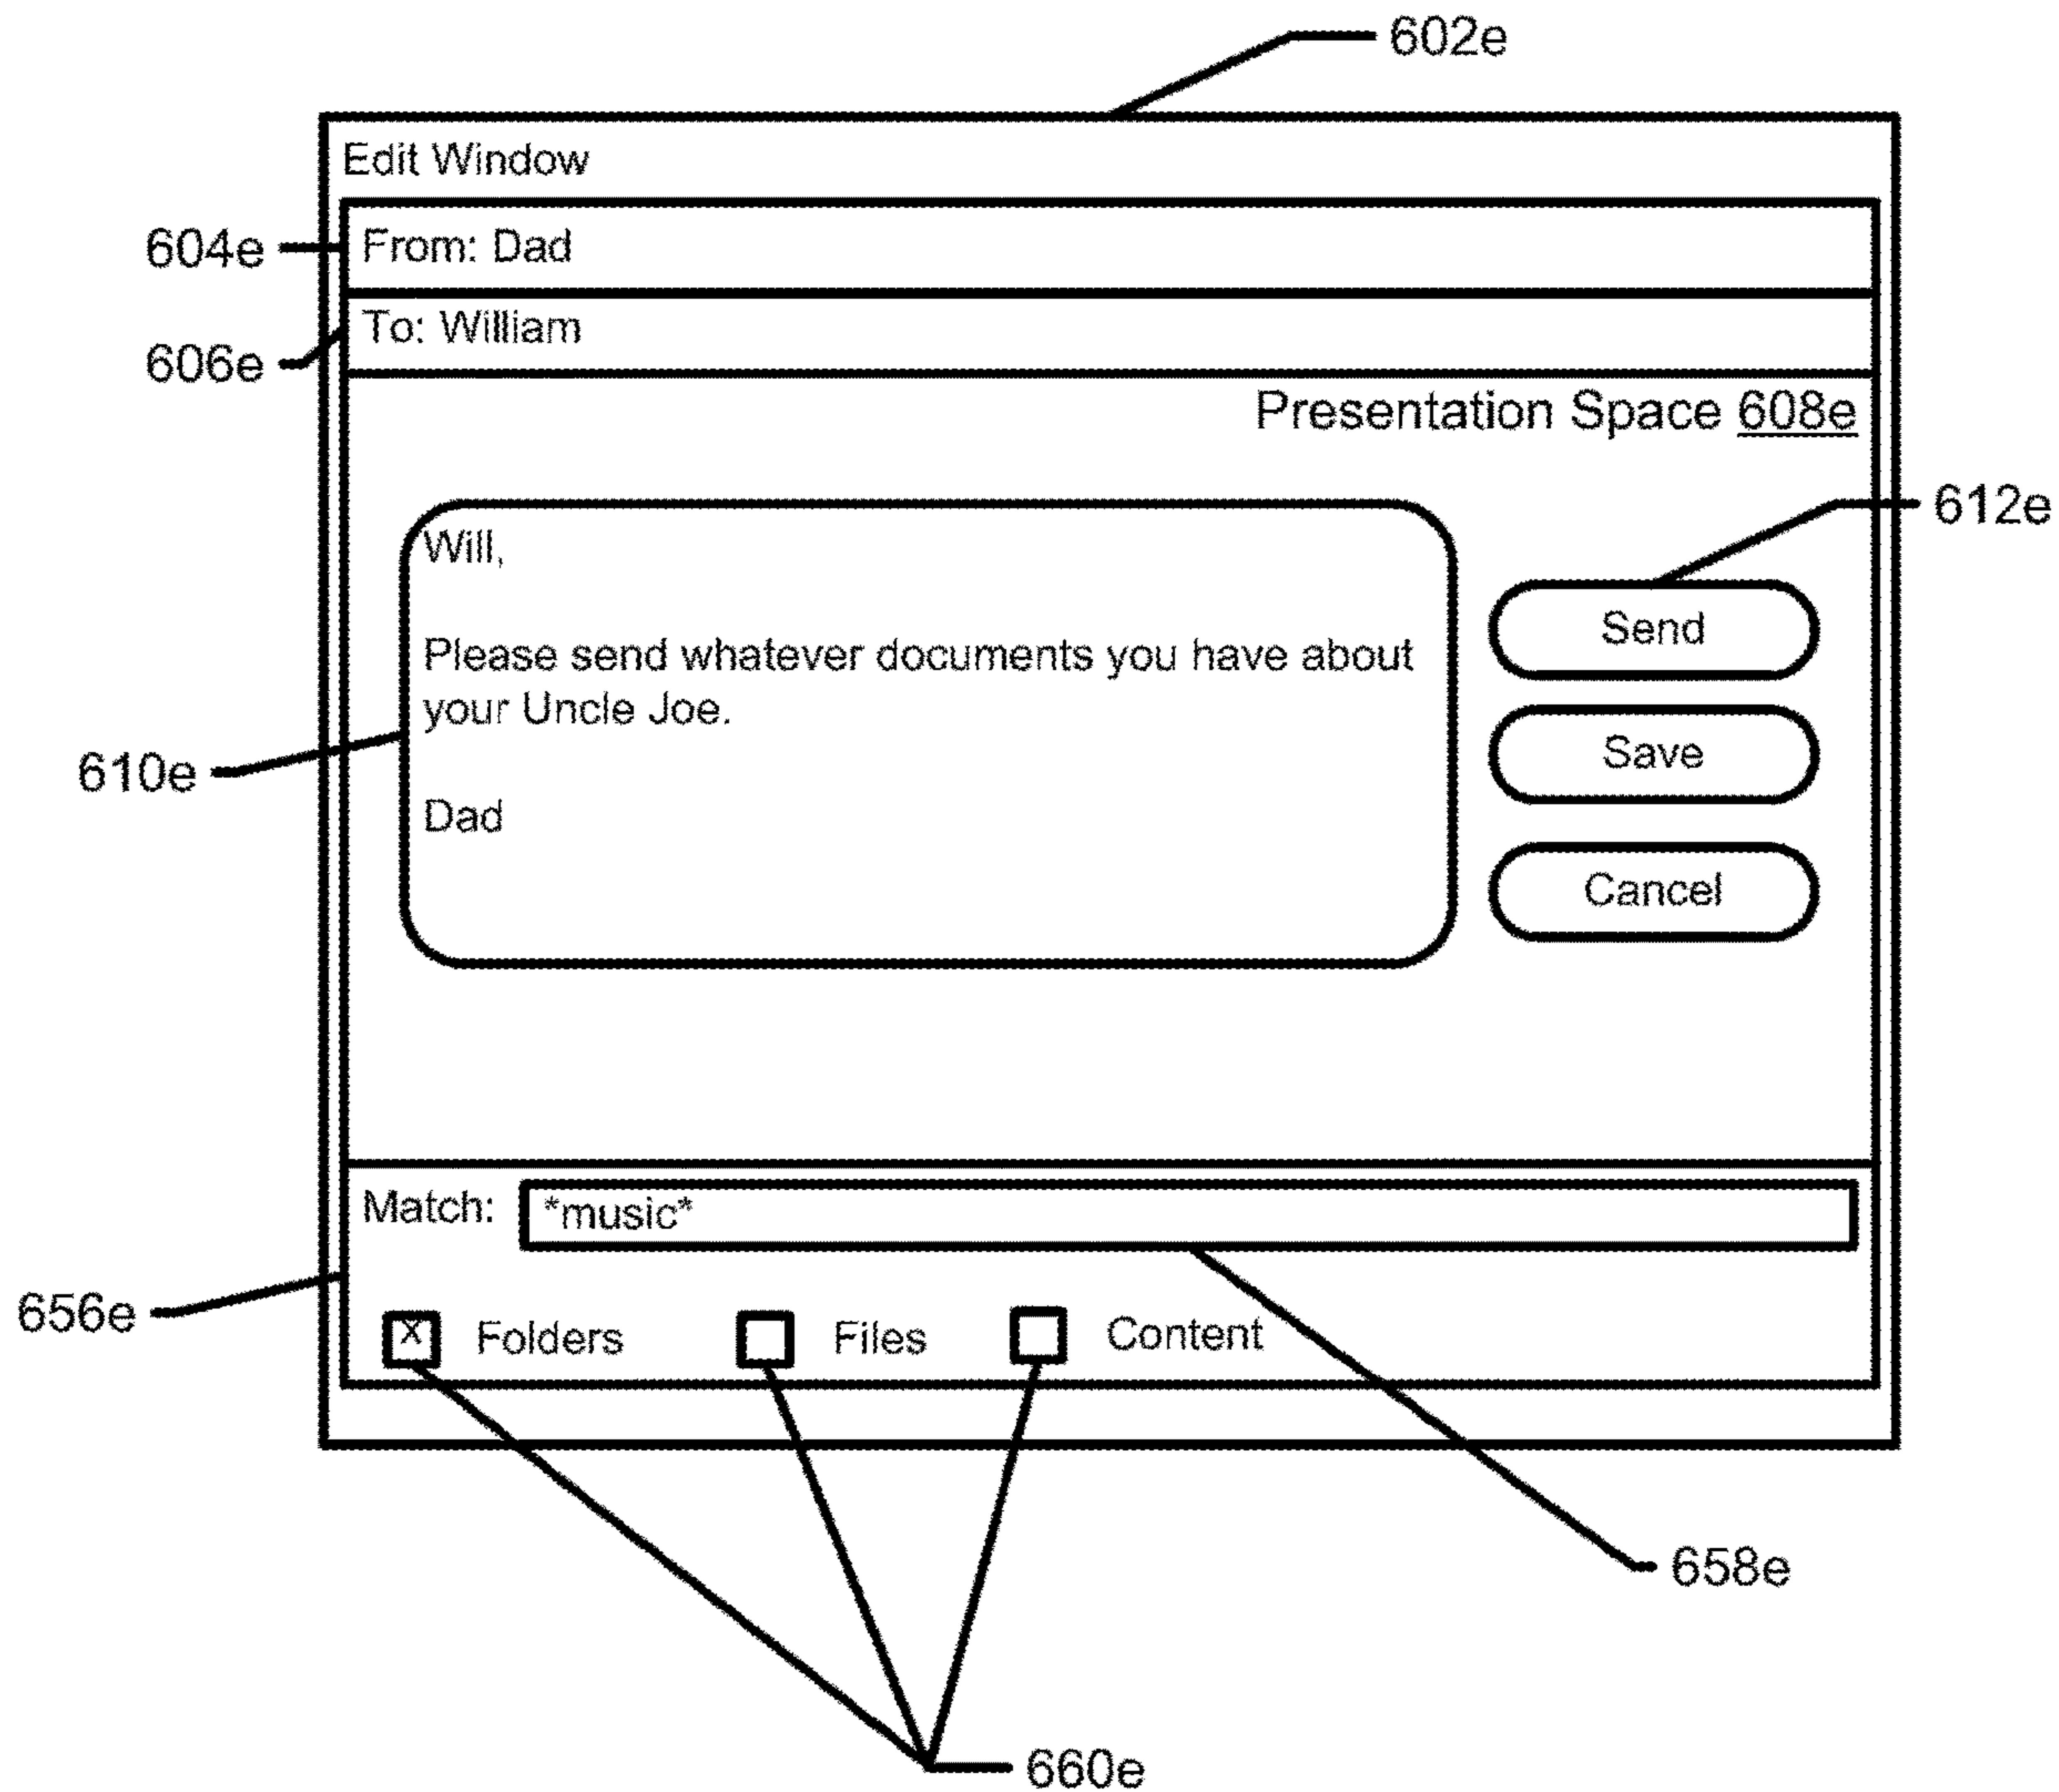 602e
Edit Window
604e
From: Dad
606e
To: William
Presentation Space 608e
612e
Will,
Please send whatever documents you have about
your Uncle Joe.
Dad
610e
Send
Save
Cancel
Match:
*music*
656e
x Folders
Files
Content
658e
660e